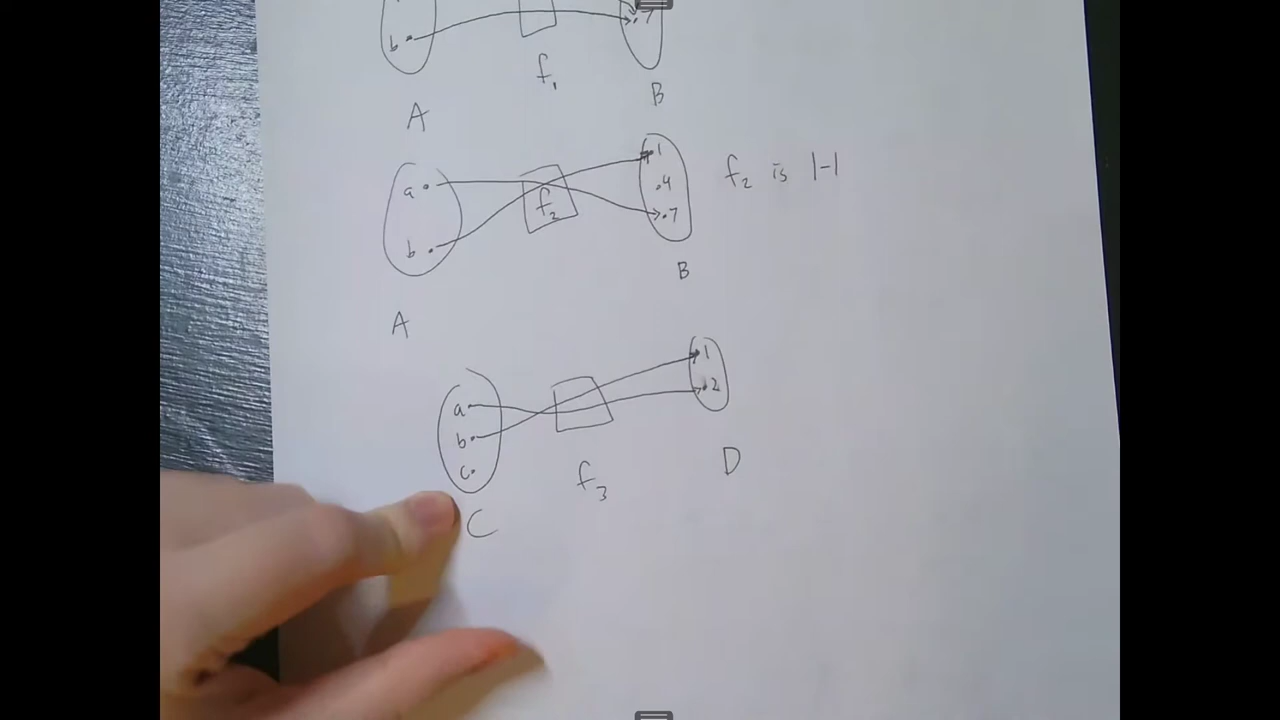 b 7
f₁
A B
a 1
f₂ 4 f₂ is 1-1
b 7
B
A
1
a 2
b
c f₃ D
C